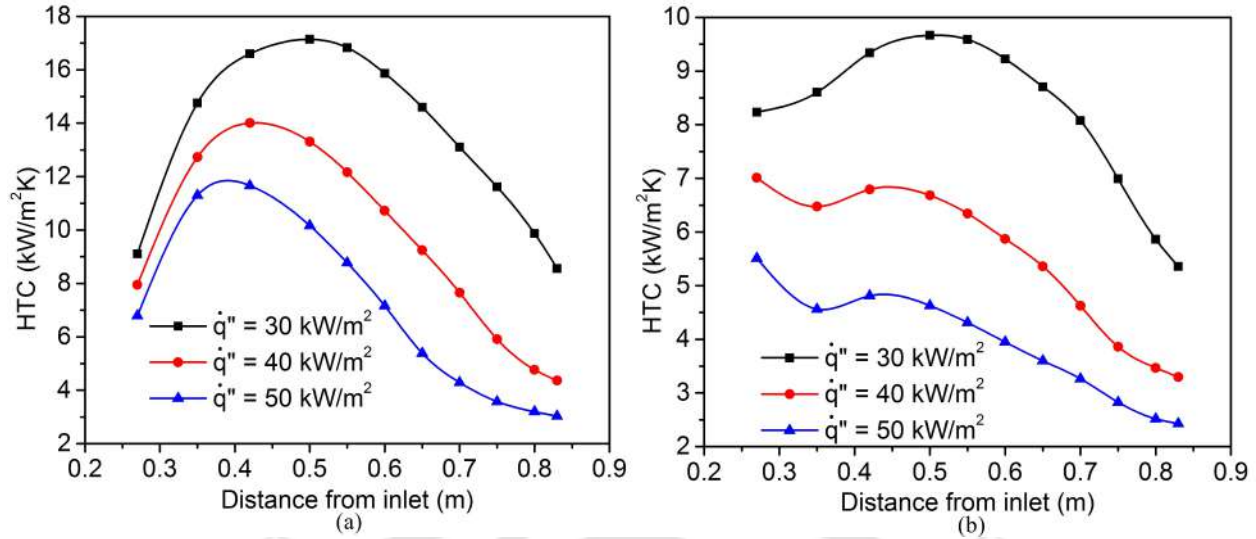 18
16
14
12
10
8
6
4
2
HTC (kW/m²K)
q̇" = 30 kW/m²
q̇" = 40 kW/m²
q̇" = 50 kW/m²
0.2 0.3 0.4 0.5 0.6 0.7 0.8 0.9
Distance from inlet (m)
(a)
10
9
8
7
6
5
4
3
2
HTC (kW/m²K)
q̇" = 30 kW/m²
q̇" = 40 kW/m²
q̇" = 50 kW/m²
0.2 0.3 0.4 0.5 0.6 0.7 0.8 0.9
Distance from inlet (m)
(b)